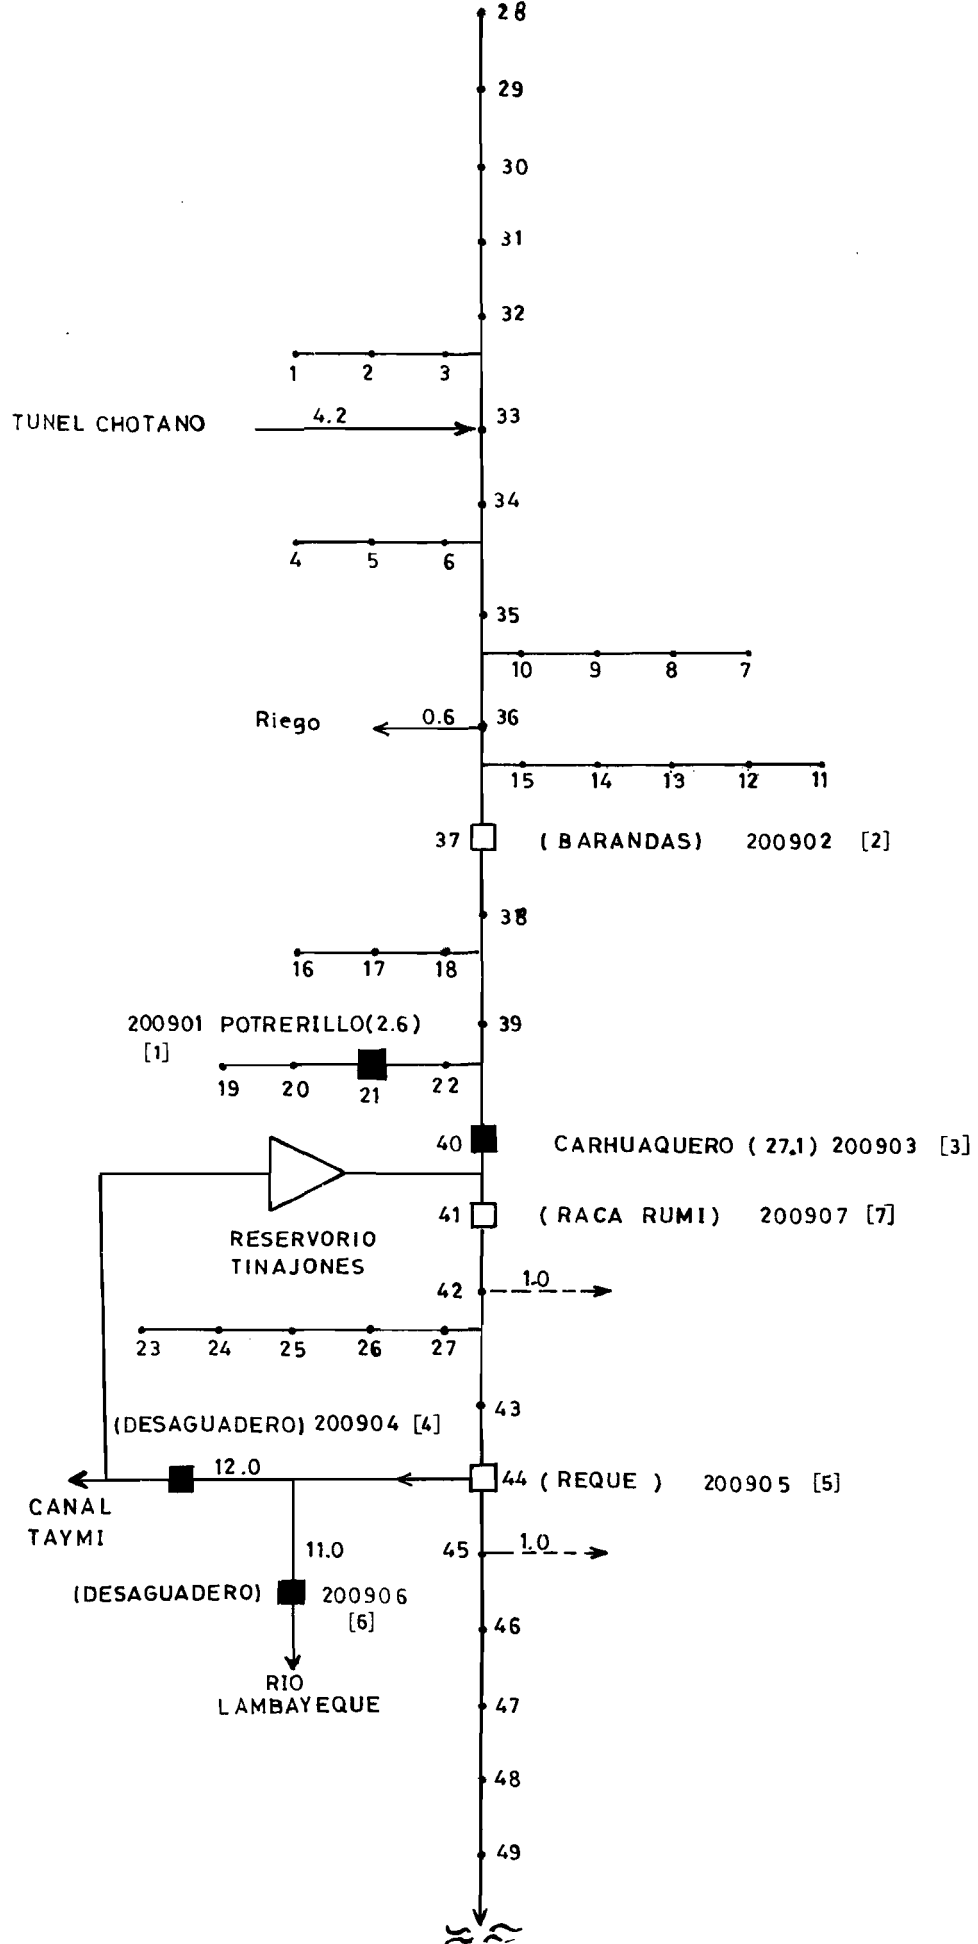 28
29
30
31
32
1 2 3
TUNEL CHOTANO 4.2 33
34
4 5 6
35
10 9 8 7
Riego 0.6 36
15 14 13 12 11
37 (BARANDAS) 200902 [2]
38
16 17 18
200901 POTRERILLO(2.6) 39
[1]
19 20 21 22
40 CARHUAQUERO (27.1) 200903 [3]
41 (RACA RUMI) 200907 [7]
RESERVORIO
TINAJONES
42 1.0
23 24 25 26 27
43
(DESAGUADERO) 200904 [4]
12.0 44 (REQUE ) 200905 [5]
CANAL
TAYMI
11.0 45 1.0
(DESAGUADERO) 200906
[6]
46
RIO
LAMBAYEQUE
47
48
49